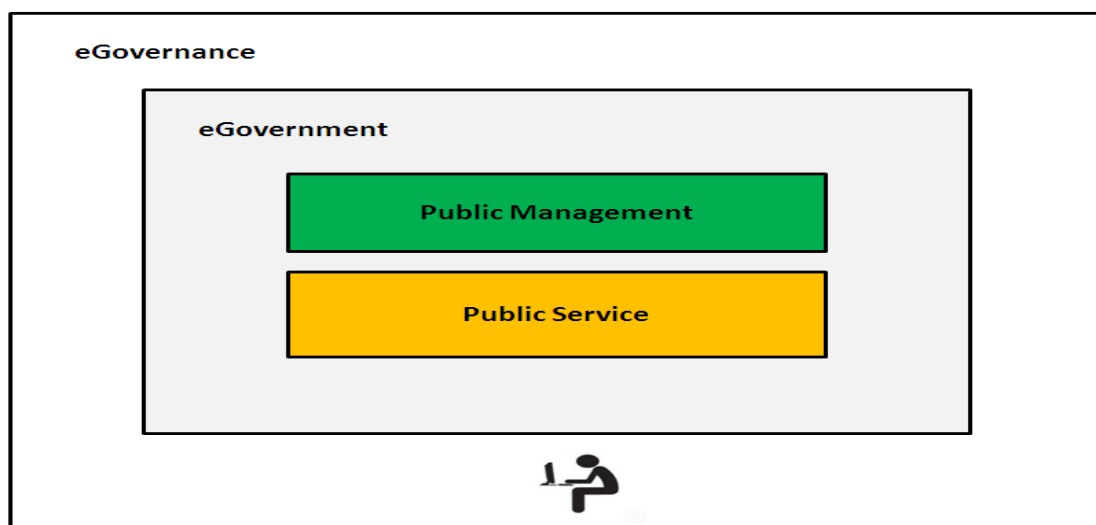 eGovernance
eGovernment
Public Management
Public Service